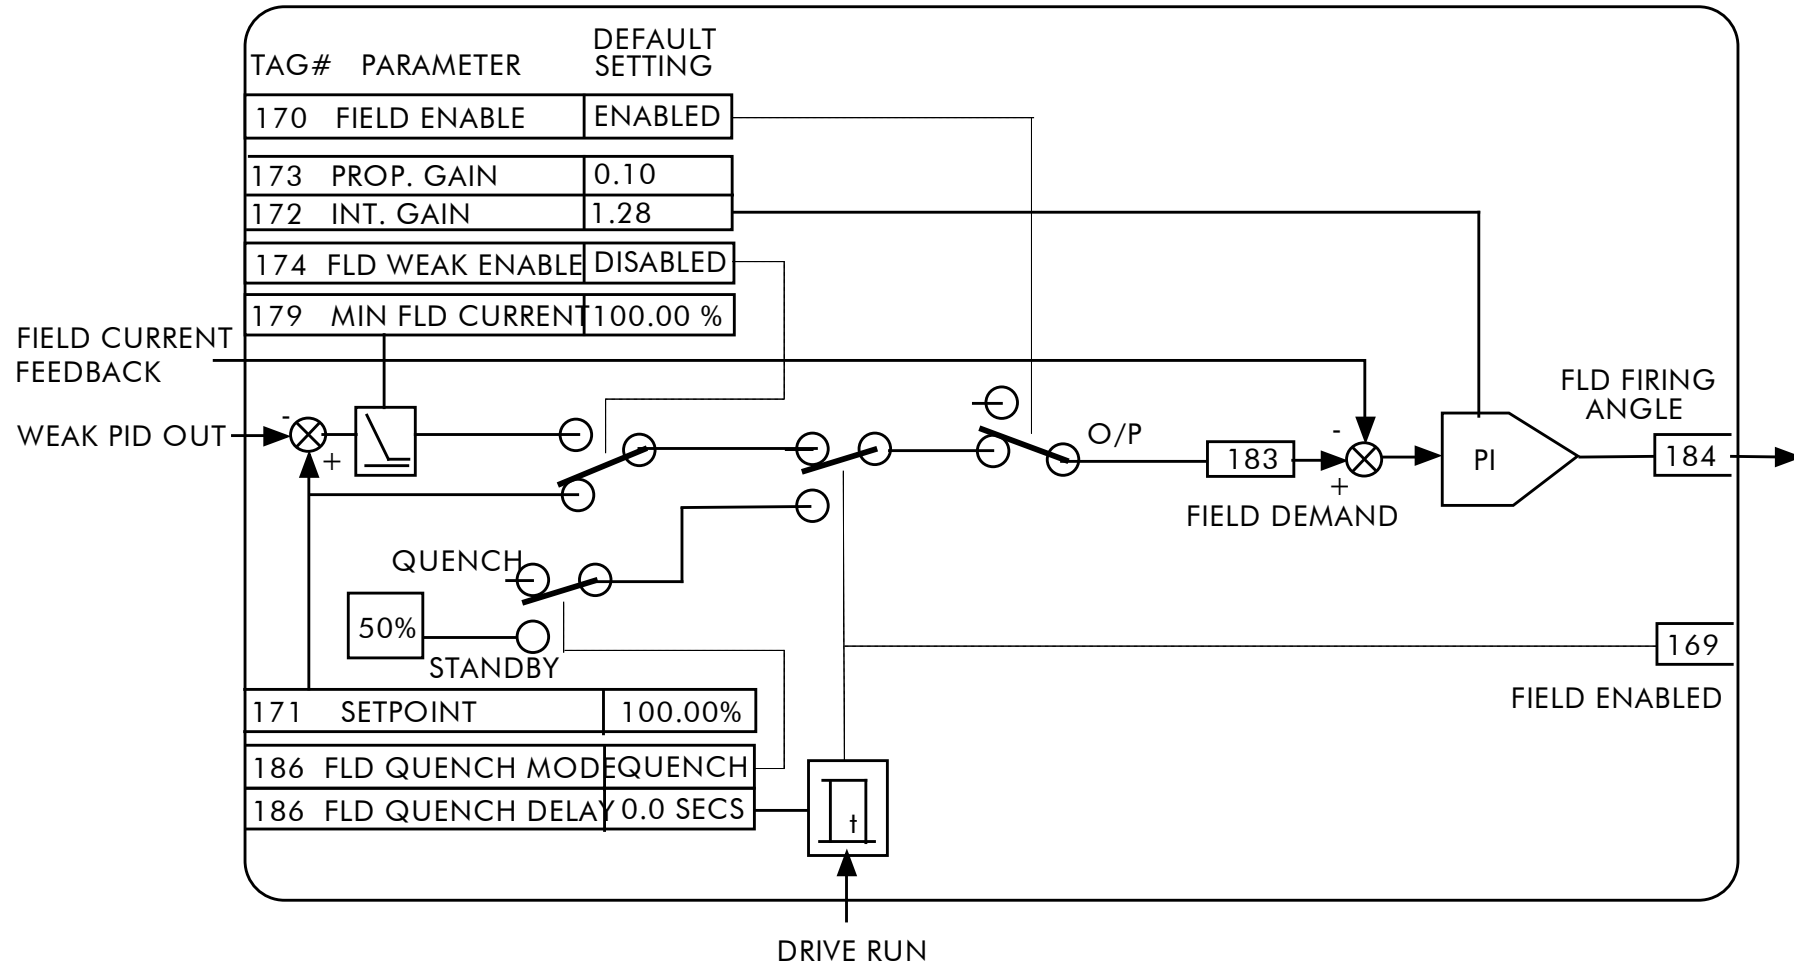 DEFAULT
TAG# PARAMETER SETTING
170 FIELD ENABLE ENABLED
173 PROP. GAIN 0.10
172 INT. GAIN 1.28
174 FLD WEAK ENABLE DISABLED
179 MIN FLD CURRENT 100.00 %
FIELD CURRENT
FEEDBACK
FLD FIRING
ANGLE
WEAK PID OUT
-
+
O/P
183
-
+
PI
184
FIELD DEMAND
QUENCH
50%
STANDBY
169
FIELD ENABLED
171 SETPOINT 100.00%
186 FLD QUENCH MODE QUENCH
186 FLD QUENCH DELAY 0.0 SECS
t
DRIVE RUN